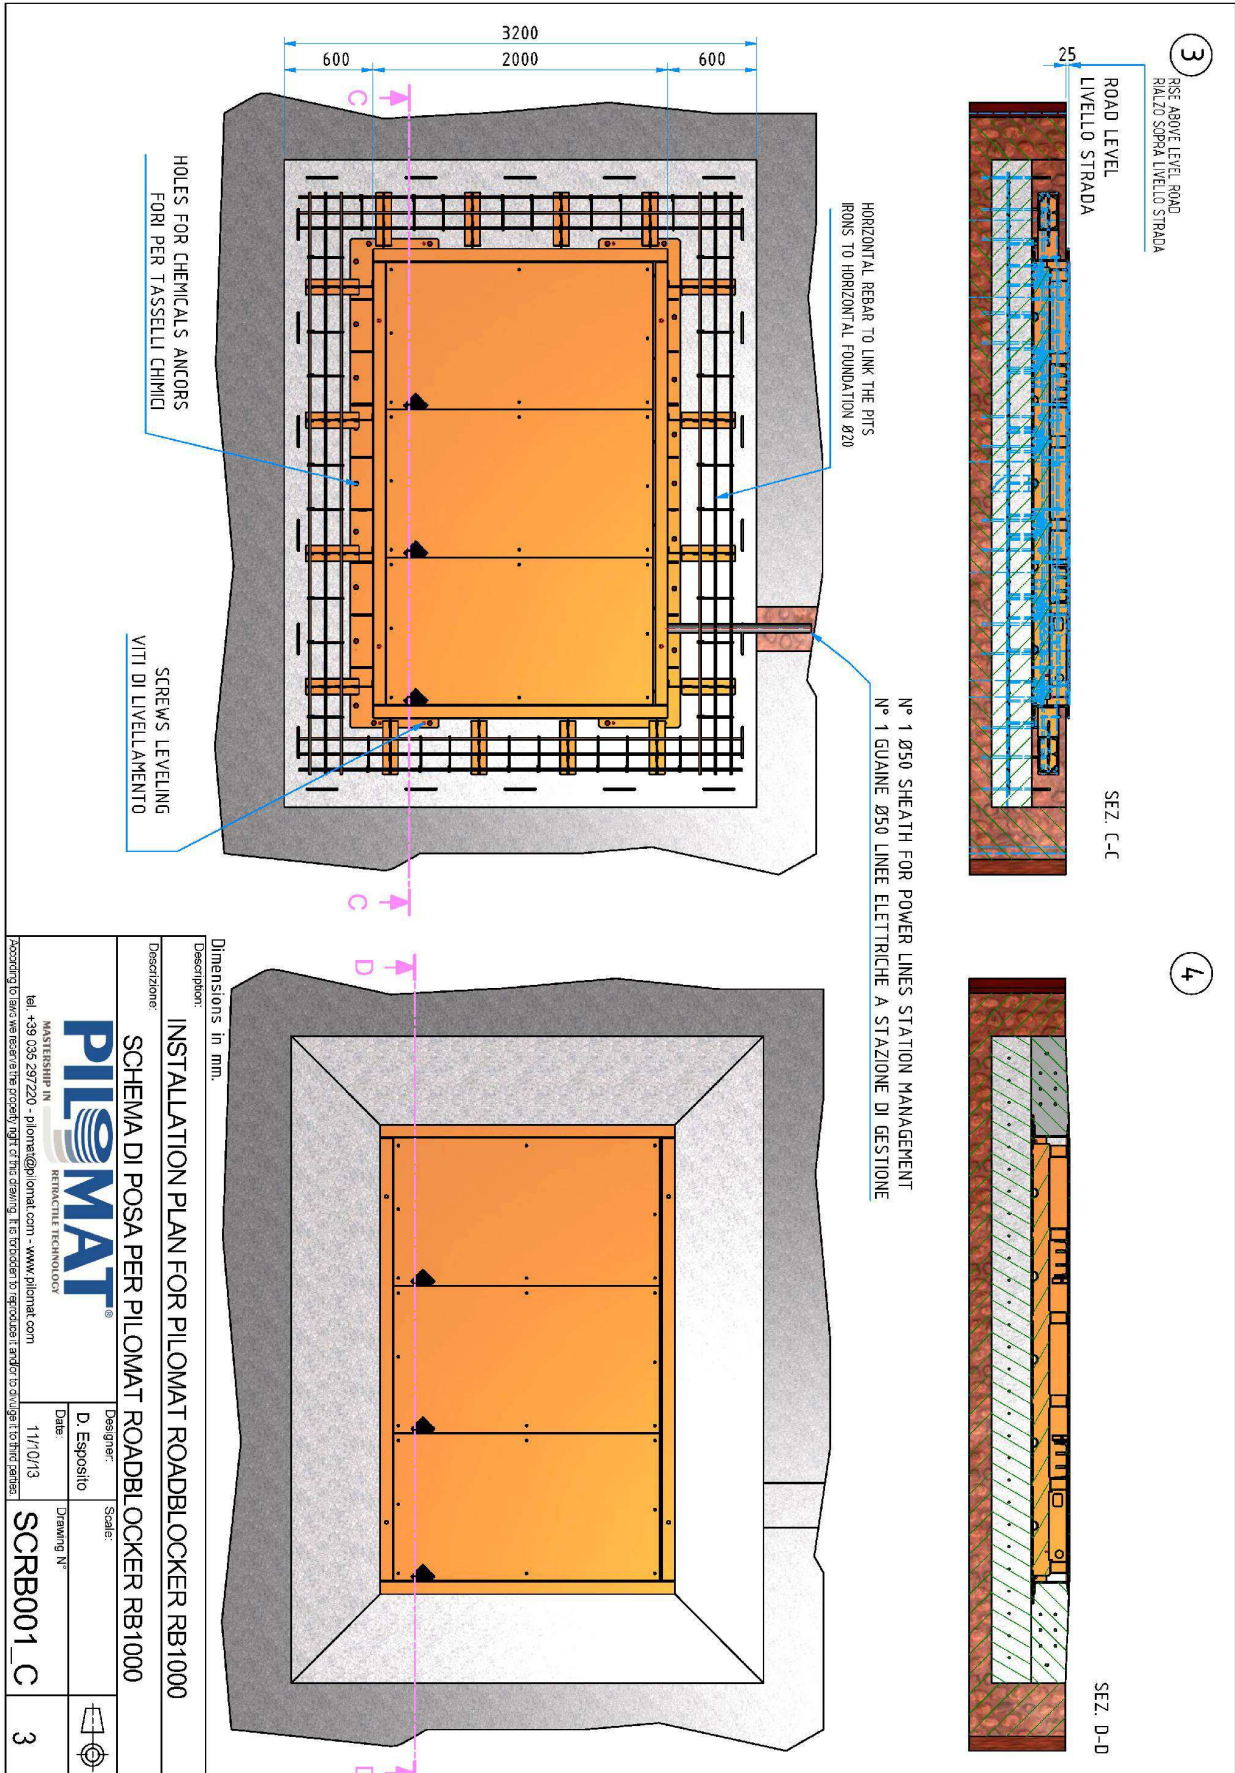 3
RISE ABOVE LEVEL ROAD
RIALZO SOPRA LIVELLO STRADA
25
ROAD LEVEL
LIVELLO STRADA
SEZ. C-C
3200
600
2000
600
HORIZONTAL REBAR TO LINK THE PITS
IRONS TO HORIZONTAL FOUNDATION Ø20
N° 1 Ø50 SHEATH FOR POWER LINES STATION MANAGEMENT
N° 1 GUAINE Ø50 LINEE ELETTRICHE A STAZIONE DI GESTIONE
C
C
HOLES FOR CHEMICALS ANCORS
FORI PER TASSELLI CHIMICI
SCREWS LEVELING
VITI DI LIVELLAMENTO
4
SEZ. D-D
D
D
Dimensions in mm.
Description:
INSTALLATION PLAN FOR PILOMAT ROADBLOCKER RB1000
Descrizione:
SCHEMA DI POSA PER PILOMAT ROADBLOCKER RB1000
PILOMAT®
MASTERSHIP IN RETRACTILE TECHNOLOGY
tel. +39 035 297220 - pilomat@pilomat.com - www.pilomat.com
Designer:
D. Esposito
Scale:
Date:
11/10/13
Drawing N°
SCRB001_C
3
According to laws we reserve the property right of this drawing. It is forbidden to reproduce it and/or to divulge it to third parties